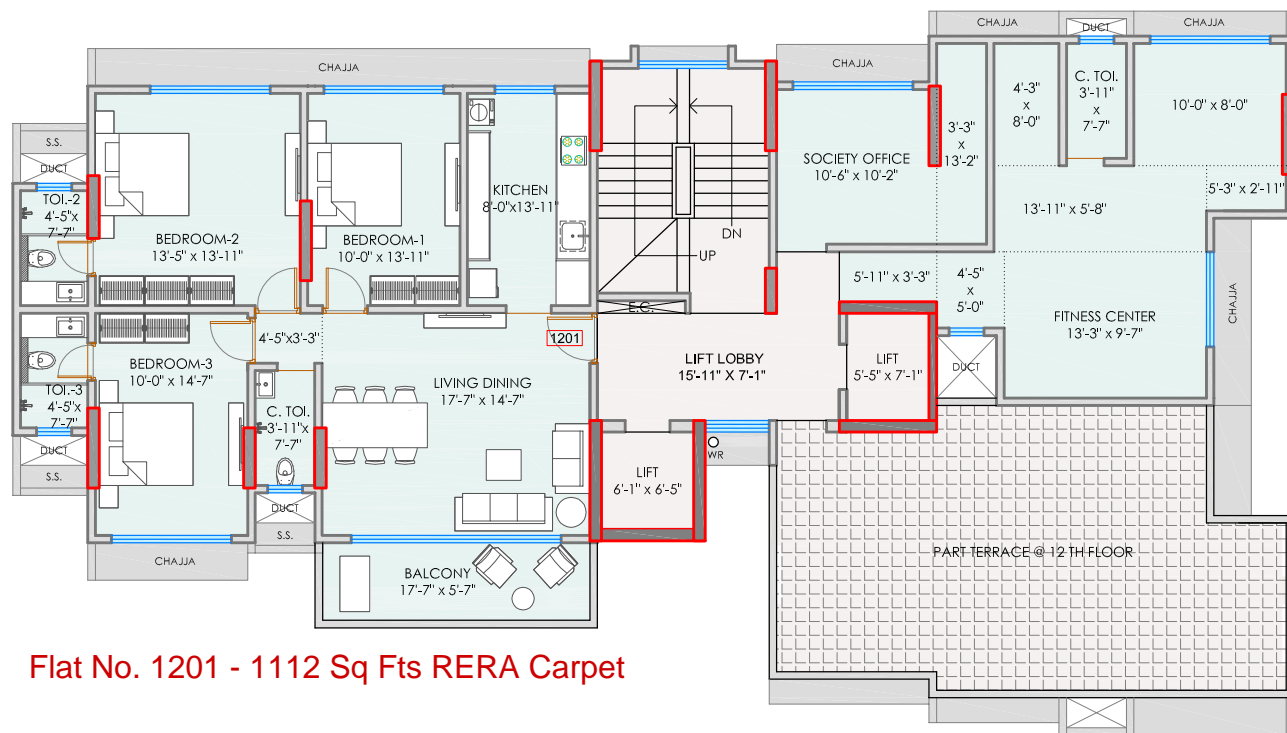 CHAJJA
DUCT
CHAJJA
CHAJJA
CHAJJA
S.S.
DUCT
TOI.-2
4'-5"x
7'-7"
BEDROOM-2
13'-5" x 13'-11"
BEDROOM-1
10'-0" x 13'-11"
KITCHEN
8'-0"x13'-11"
DN
UP
E.C.
SOCIETY OFFICE
10'-6" x 10'-2"
3'-3"
x
13'-2"
4'-3"
x
8'-0"
C. TOI.
3'-11"
x
7'-7"
10'-0" x 8'-0"
5'-3" x 2'-11"
13'-11" x 5'-8"
5'-11" x 3'-3"
4'-5"
x
5'-0"
FITNESS CENTER
13'-3" x 9'-7"
CHAJJA
DUCT
LIFT
5'-5" x 7'-1"
LIFT LOBBY
15'-11" X 7'-1"
1201
4'-5"x3'-3"
BEDROOM-3
10'-0" x 14'-7"
TOI.-3
4'-5"x
7'-7"
DUCT
S.S.
C. TOI.
3'-11"x
7'-7"
LIVING DINING
17'-7" x 14'-7"
LIFT
6'-1" x 6'-5"
WR
DUCT
S.S.
CHAJJA
BALCONY
17'-7" x 5'-7"
PART TERRACE @ 12 TH FLOOR
Flat No. 1201 - 1112 Sq Fts RERA Carpet